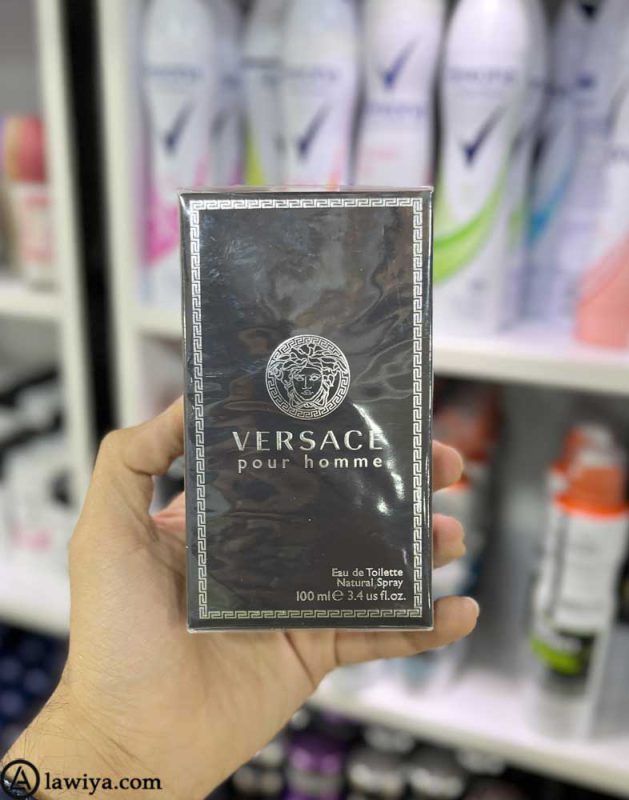 VERSACE
pour homme
Eau de Toilette
Natural Spray
100 ml e 3.4 us fl.oz.
A lawiya.com